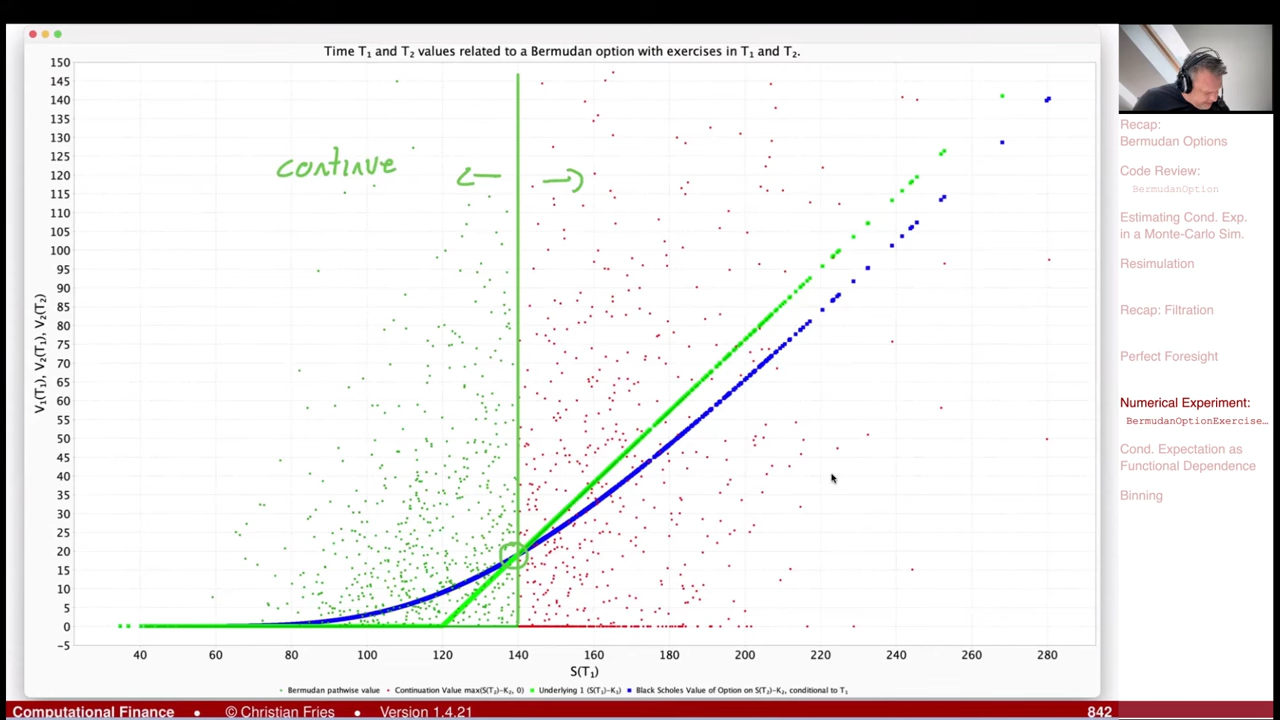 Time T₁ and T₂ values related to a Bermudan option with exercises in T₁ and T₂.
150
145
140
135
130
125
120
115
110
105
100
95
90
85
80
75
70
65
60
55
50
45
40
35
30
25
20
15
10
5
0
-5
V₁(T₁), V₂(T₁), V₂(T₂)
continue
40 60 80 100 120 140 160 180 200 220 240 260 280
S(T₁)
Bermudan pathwise value Continuation Value max(S(T₂)-K₂, 0) Underlying 1 (S(T₁)-K₁) Black Scholes Value of Option on S(T₂)-K₂, conditional to T₁
Recap:
Bermudan Options
Code Review:
BermudanOption
Estimating Cond. Exp.
in a Monte-Carlo Sim.
Resimulation
Recap: Filtration
Perfect Foresight
Numerical Experiment:
BermudanOptionExercise…
Cond. Expectation as
Functional Dependence
Binning
Computational Finance • © Christian Fries • Version 1.4.21 842